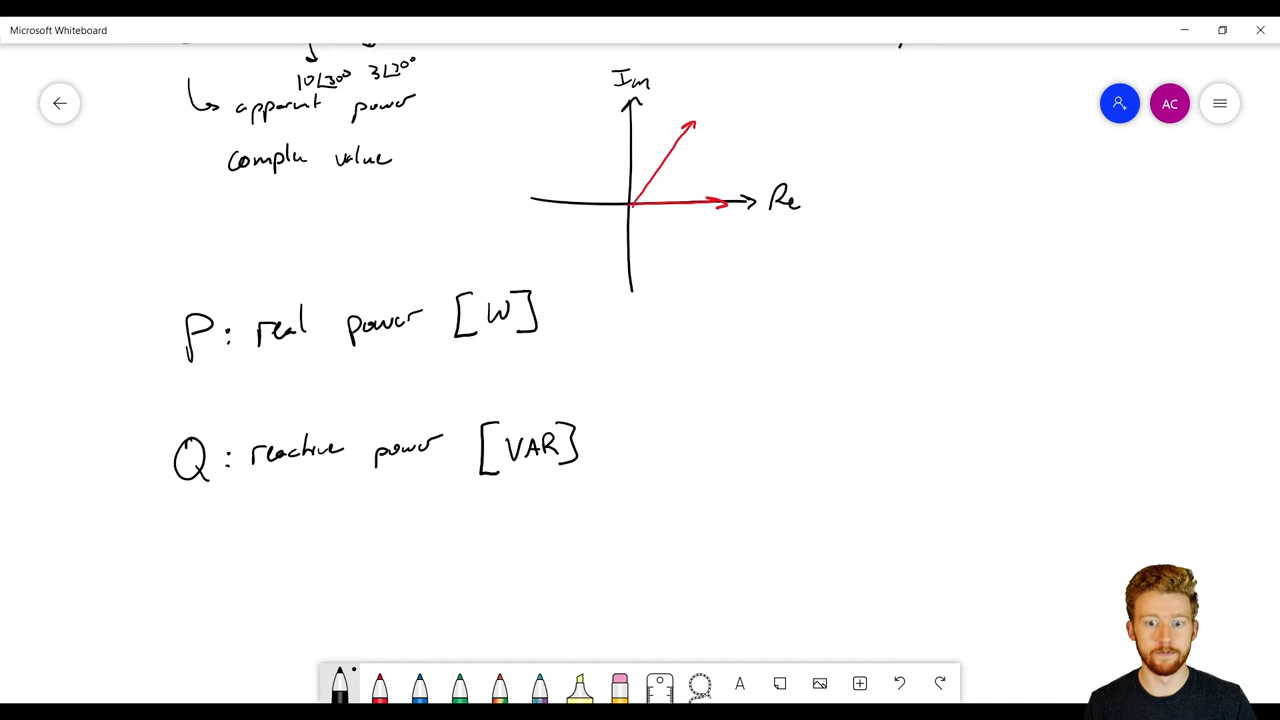 Microsoft Whiteboard
10∠30° 3∠20°
apparent power
complex value
Im
Re
P: real power [W]
Q: reactive power [VAR]
AC
A